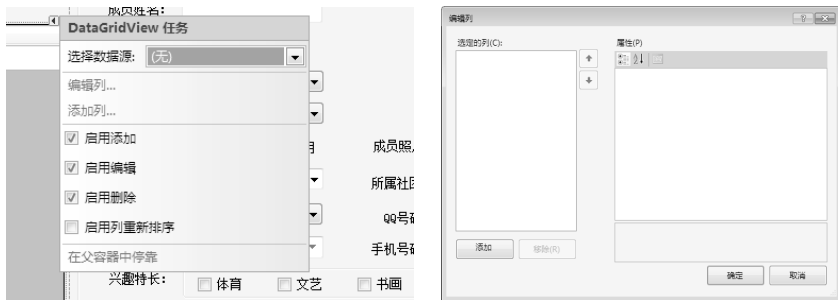 成员姓名:
DataGridView 任务
选择数据源: (无)
编辑列...
添加列...
启用添加
启用编辑
启用删除
启用列重新排序
在父容器中停靠
成员照
所属社
QQ号
手机号
兴趣特长: 体育 文艺 书画
编辑列
选定的列(C):
属性(P)
添加
移除(R)
确定
取消